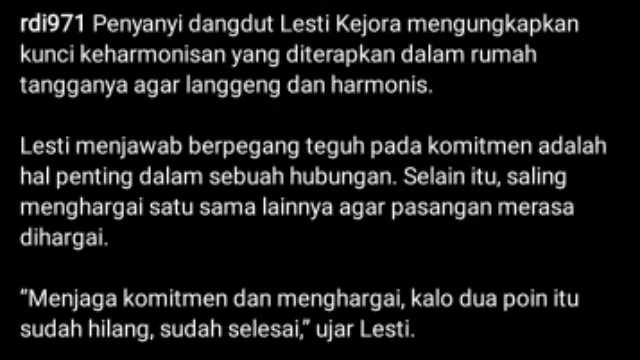 rdi971 Penyanyi dangdut Lesti Kejora mengungkapkan
kunci keharmonisan yang diterapkan dalam rumah
tangganya agar langgeng dan harmonis.
Lesti menjawab berpegang teguh pada komitmen adalah
hal penting dalam sebuah hubungan. Selain itu, saling
menghargai satu sama lainnya agar pasangan merasa
dihargai.
“Menjaga komitmen dan menghargai, kalo dua poin itu
sudah hilang, sudah selesai,” ujar Lesti.